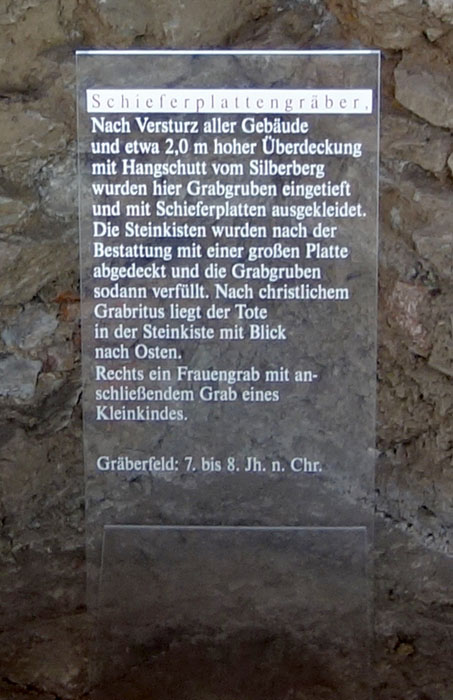 Schieferplattengräber,
Nach Versturz aller Gebäude
und etwa 2,0 m hoher Überdeckung
mit Hangschutt vom Silberberg
wurden hier Grabgruben eingetieft
und mit Schieferplatten ausgekleidet.
Die Steinkisten wurden nach der
Bestattung mit einer großen Platte
abgedeckt und die Grabgruben
sodann verfüllt. Nach christlichem
Grabritus liegt der Tote
in der Steinkiste mit Blick
nach Osten.
Rechts ein Frauengrab mit an-
schließendem Grab eines
Kleinkindes.
Gräberfeld: 7. bis 8. Jh. n. Chr.